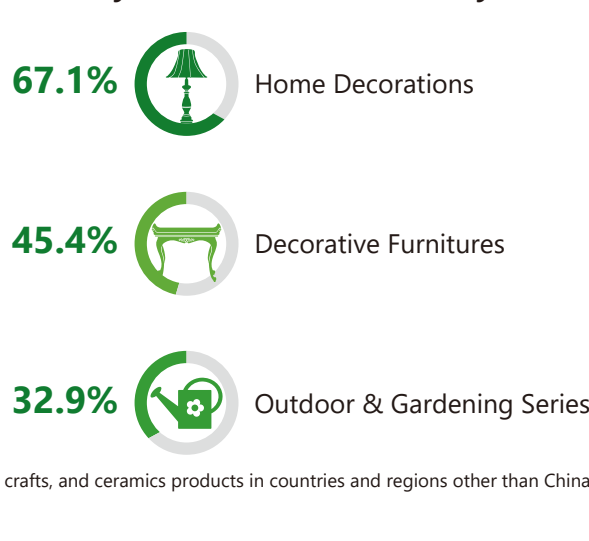 67.1% Home Decorations
45.4% Decorative Furnitures
32.9% Outdoor & Gardening Series
crafts, and ceramics products in countries and regions other than China